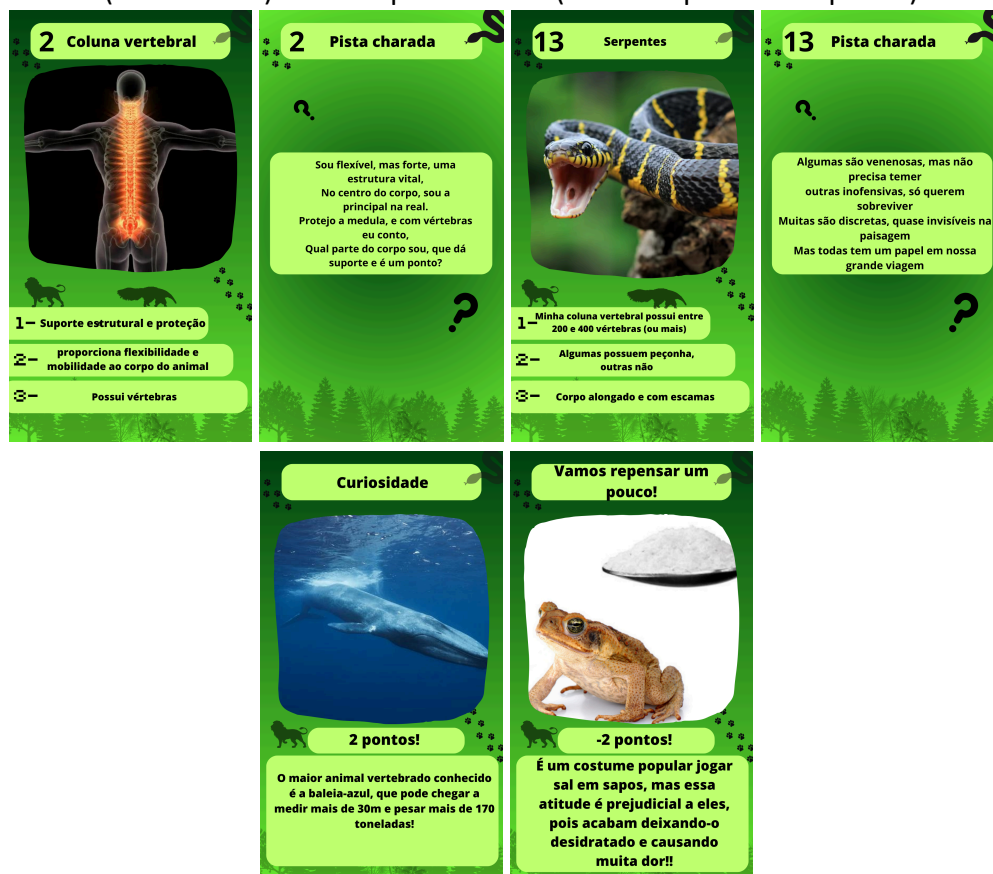 2 Coluna vertebral
1- Suporte estrutural e proteção
2- proporciona flexibilidade e
mobilidade ao corpo do animal
3- Possui vértebras
2 Pista charada
?
Sou flexível, mas forte, uma
estrutura vital,
No centro do corpo, sou a
principal na real.
Protejo a medula, e com vértebras
eu conto,
Qual parte do corpo sou, que dá
suporte e é um ponto?
?
13 Serpentes
1- Minha coluna vertebral possui entre
200 e 400 vértebras (ou mais)
2- Algumas possuem peçonha,
outras não
3- Corpo alongado e com escamas
13 Pista charada
?
Algumas são venenosas, mas não
precisa temer
outras inofensivas, só querem
sobreviver
Muitas são discretas, quase invisíveis na
paisagem
Mas todas tem um papel em nossa
grande viagem
?
Curiosidade
2 pontos!
O maior animal vertebrado conhecido
é a baleia-azul, que pode chegar a
medir mais de 30m e pesar mais de 170
toneladas!
Vamos repensar um
pouco!
-2 pontos!
É um costume popular jogar
sal em sapos, mas essa
atitude é prejudicial a eles,
pois acabam deixando-o
desidratado e causando
muita dor!!